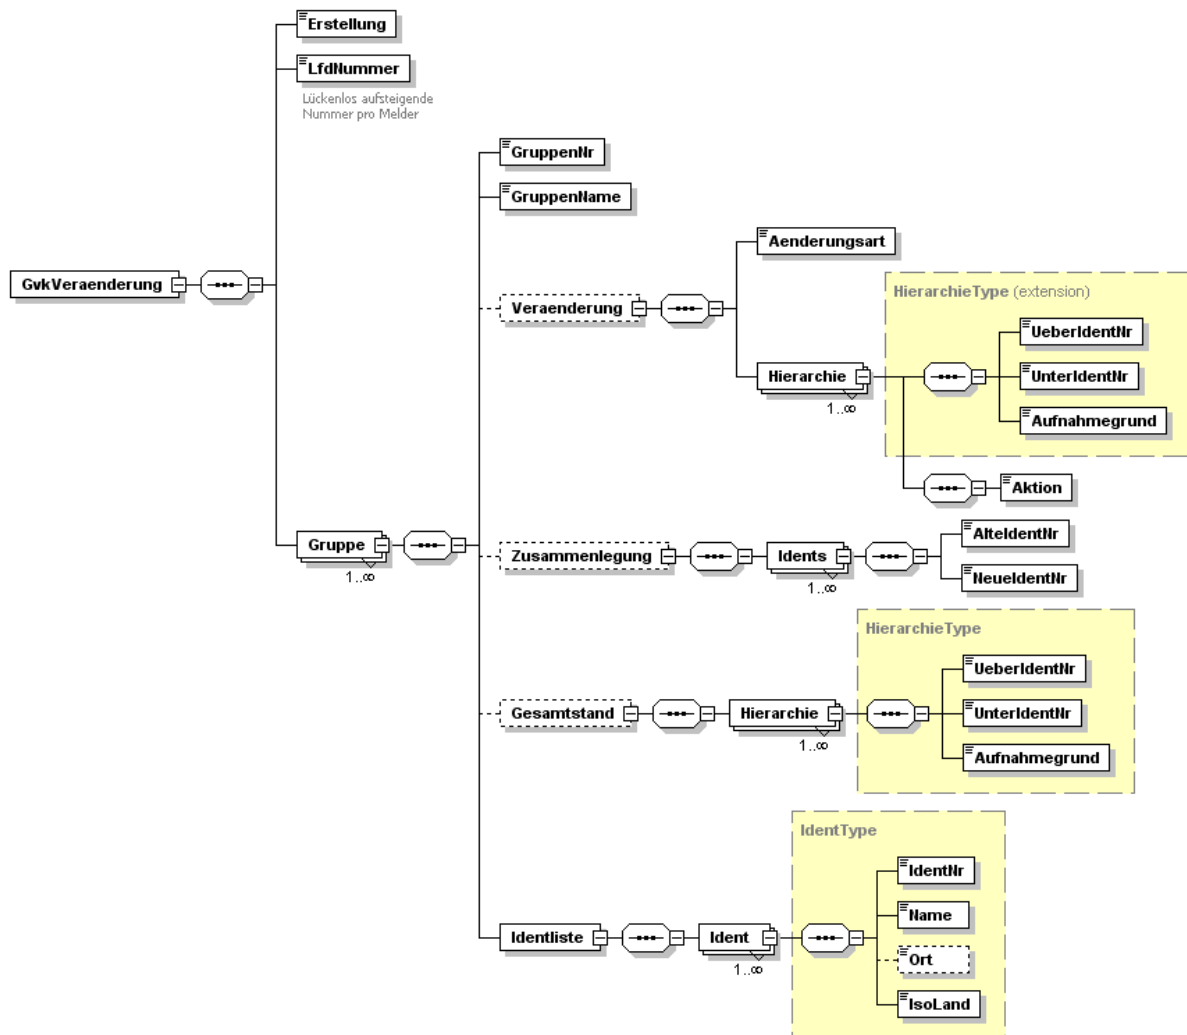 Erstellung
LfdNummer
Lückenlos aufsteigende
Nummer pro Melder
GruppenNr
GruppenName
Aenderungsart
GvkVeraenderung
HierarchieType (extension)
Veraenderung
UeberIdentNr
Hierarchie
UnterIdentNr
1..∞
Aufnahmegrund
Aktion
Gruppe
1..∞
Zusammenlegung
Idents
1..∞
AlteIdentNr
NeueIdentNr
HierarchieType
UeberIdentNr
Gesamtstand
Hierarchie
1..∞
UnterIdentNr
Aufnahmegrund
IdentType
IdentNr
Name
Identliste
Ident
1..∞
Ort
IsoLand